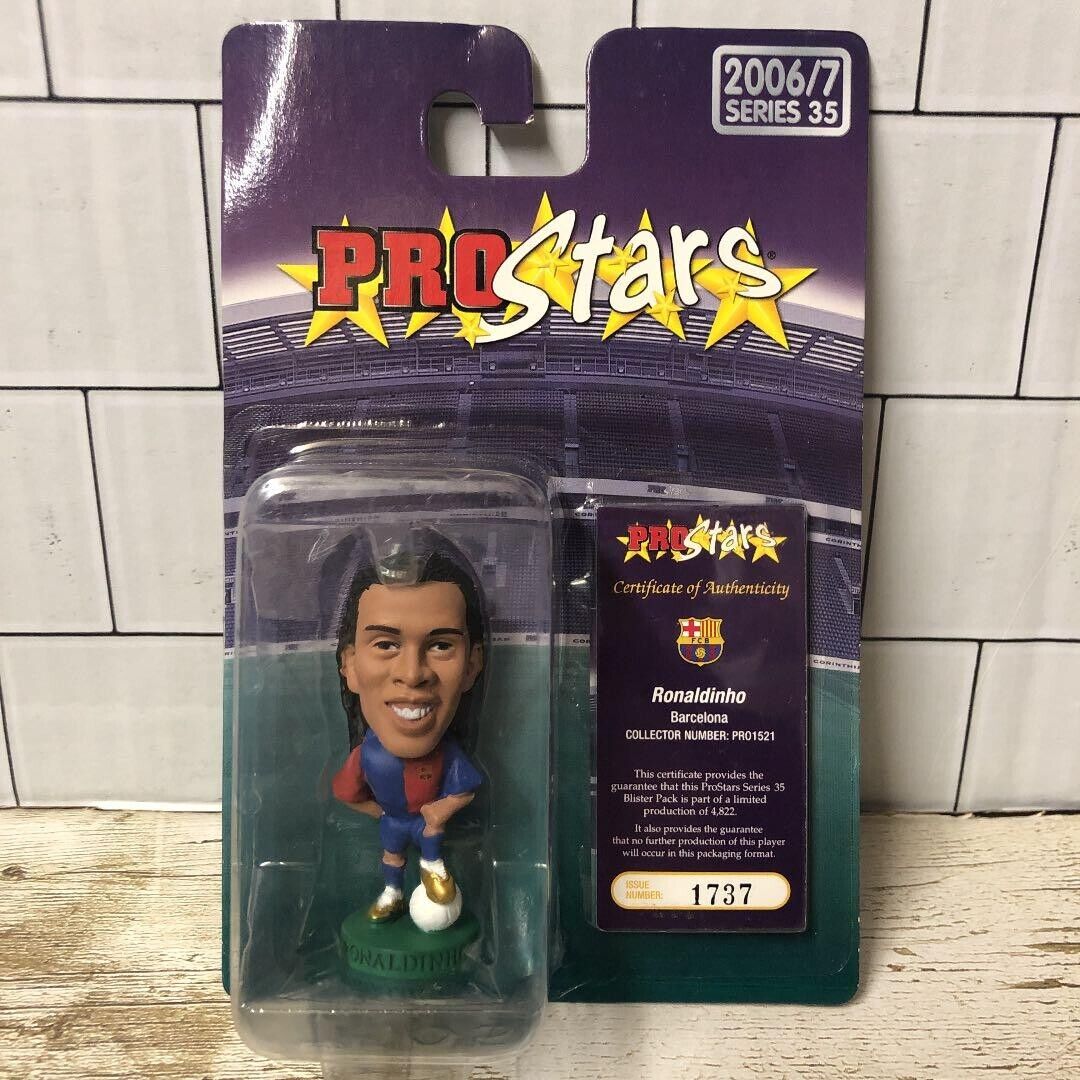 2006/7
SERIES 35
PROStars®
PROStars
Certificate of Authenticity
FCB
Ronaldinho
Barcelona
COLLECTOR NUMBER: PRO1521
This certificate provides the
guarantee that this ProStars Series 35
Blister Pack is part of a limited
production of 4,822.
It also provides the guarantee
that no further production of this player
will occur in this packaging format.
ISSUE
NUMBER:
1737
RONALDINHO